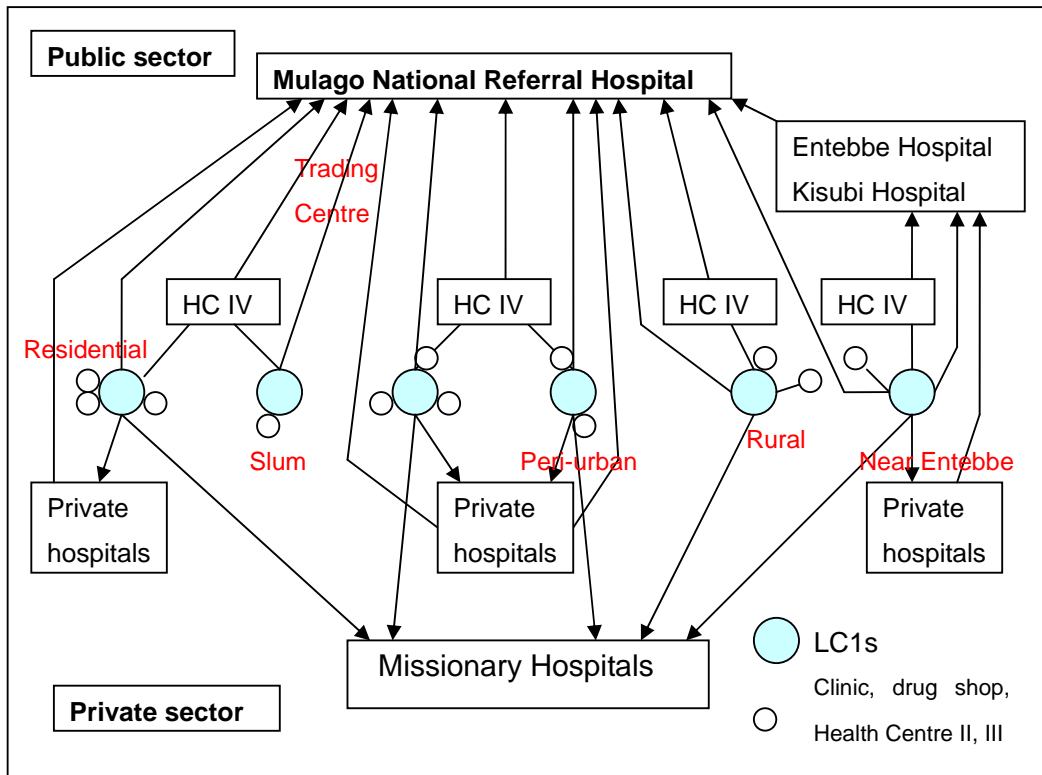 Public sector
Mulago National Referral Hospital
Entebbe Hospital
Kisubi Hospital
Trading
Centre
HC IV
HC IV
HC IV
HC IV
Residential
Slum
Peri-urban
Rural
Near Entebbe
Private
hospitals
Private
hospitals
Private
hospitals
Missionary Hospitals
LC1s
Clinic, drug shop,
Health Centre II, III
Private sector